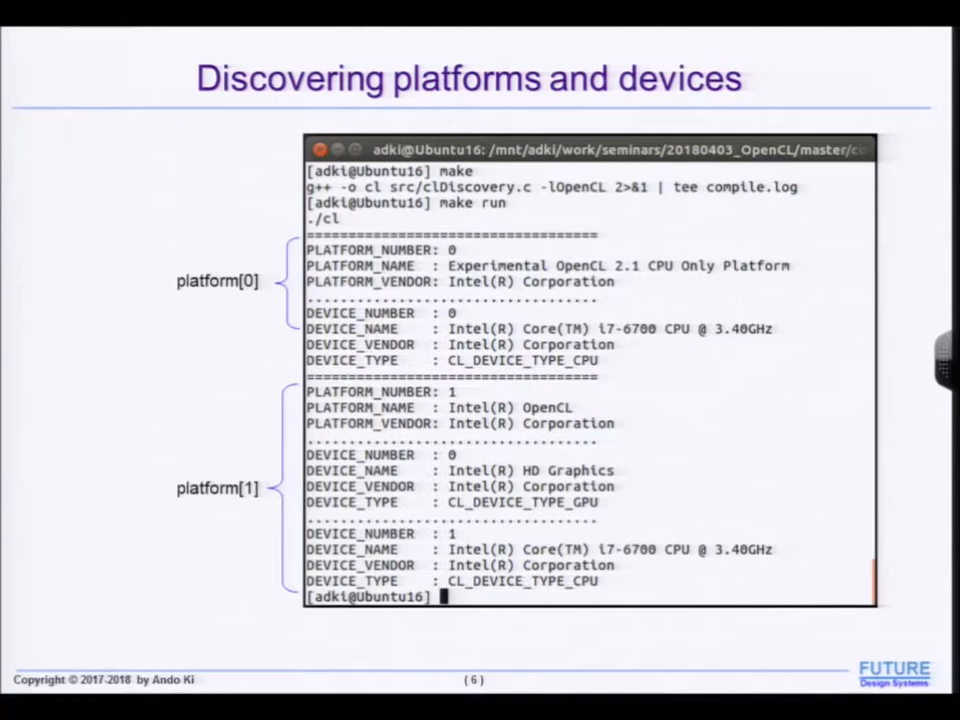 Discovering platforms and devices
adki@Ubuntu16: /mnt/adki/work/seminars/20180403_OpenCL/master/co
[adki@Ubuntu16] make
g++ -o cl src/clDiscovery.c -lOpenCL 2>&1 | tee compile.log
[adki@Ubuntu16] make run
./cl
===================================
PLATFORM_NUMBER: 0
PLATFORM_NAME : Experimental OpenCL 2.1 CPU Only Platform
PLATFORM_VENDOR: Intel(R) Corporation
...................................
DEVICE_NUMBER : 0
DEVICE_NAME : Intel(R) Core(TM) i7-6700 CPU @ 3.40GHz
DEVICE_VENDOR : Intel(R) Corporation
DEVICE_TYPE : CL_DEVICE_TYPE_CPU
===================================
PLATFORM_NUMBER: 1
PLATFORM_NAME : Intel(R) OpenCL
PLATFORM_VENDOR: Intel(R) Corporation
...................................
DEVICE_NUMBER : 0
DEVICE_NAME : Intel(R) HD Graphics
DEVICE_VENDOR : Intel(R) Corporation
DEVICE_TYPE : CL_DEVICE_TYPE_GPU
...................................
DEVICE_NUMBER : 1
DEVICE_NAME : Intel(R) Core(TM) i7-6700 CPU @ 3.40GHz
DEVICE_VENDOR : Intel(R) Corporation
DEVICE_TYPE : CL_DEVICE_TYPE_CPU
[adki@Ubuntu16]
platform[0]
platform[1]
Copyright © 2017-2018 by Ando Ki
( 6 )
FUTURE
Design Systems